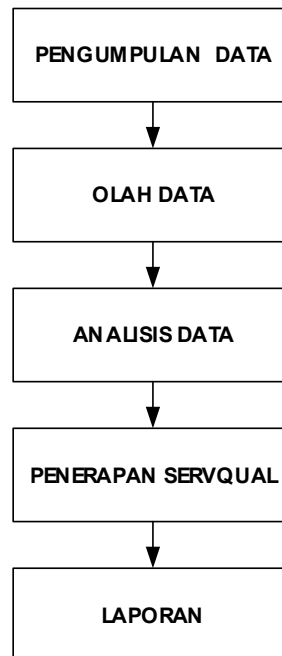 PENGUMPULAN DATA
OLAH DATA
ANALISIS DATA
PENERAPAN SERVQUAL
LAPORAN